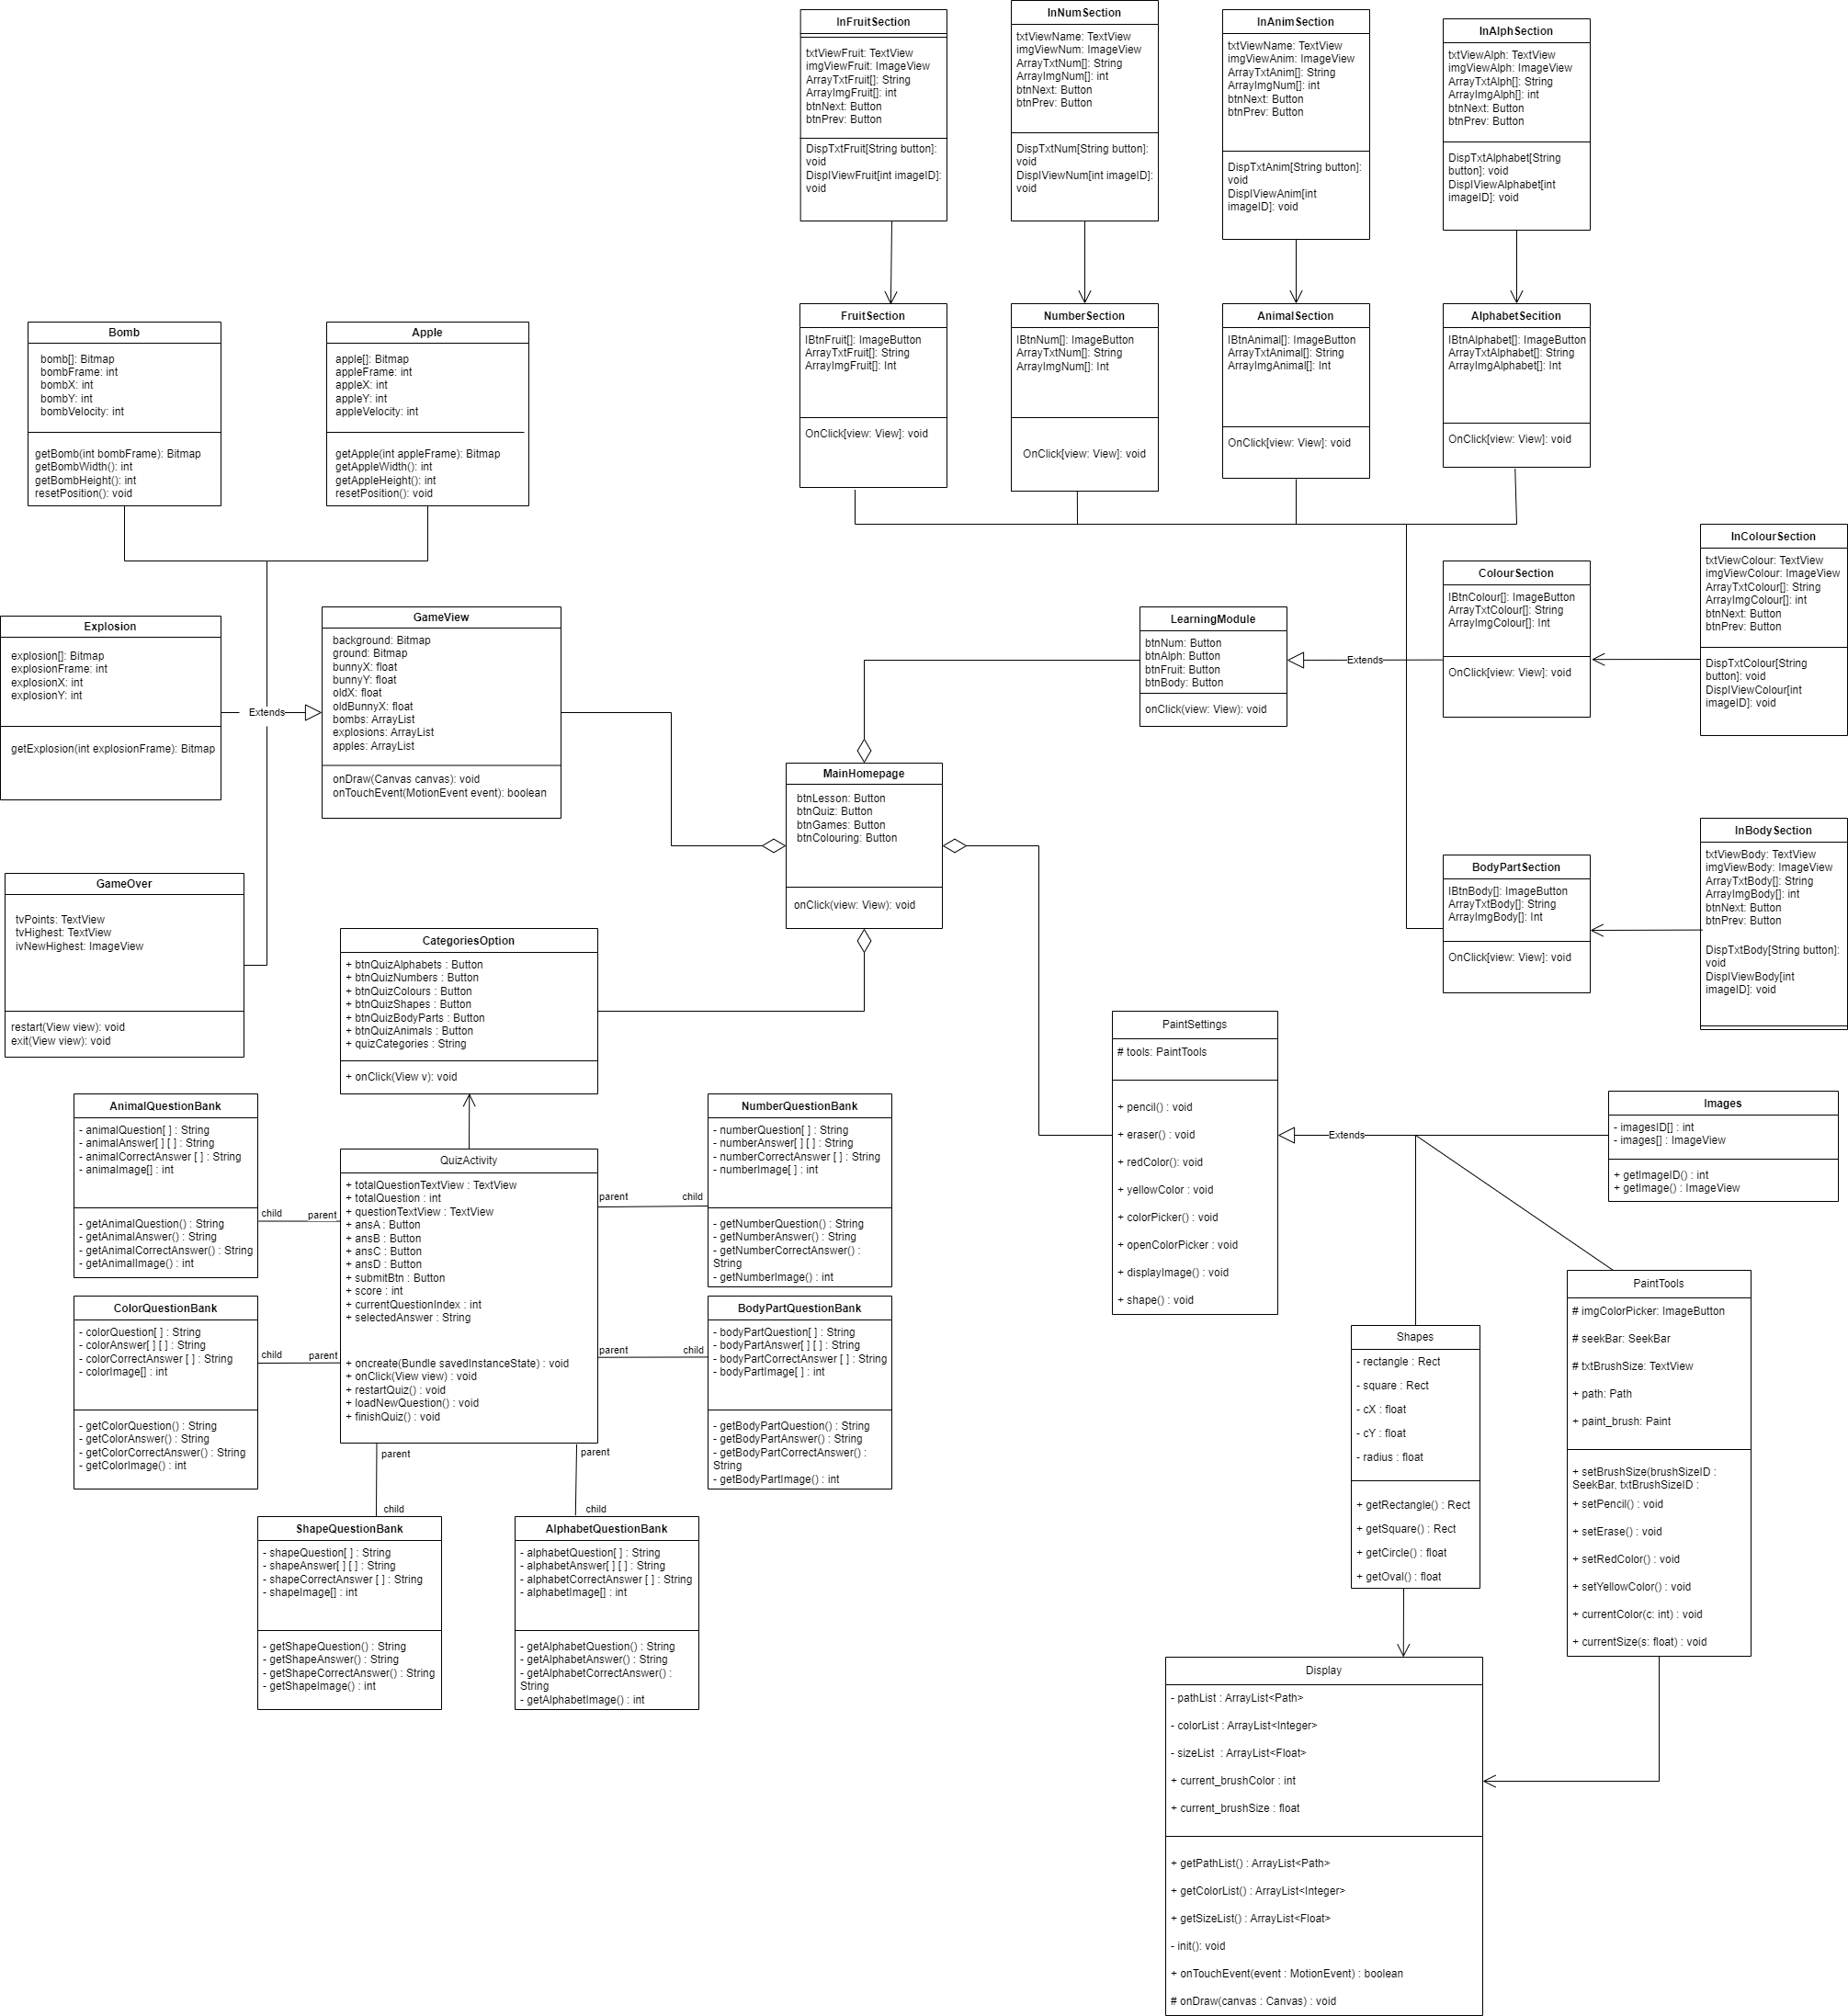 InFruitSection
txtViewFruit: TextView
imgViewFruit: ImageView
ArrayTxtFruit[]: String
ArrayImgFruit[]: int
btnNext: Button
btnPrev: Button
DispTxtFruit[String button]:
void
DispIViewFruit[int imageID]:
void
InNumSection
txtViewName: TextView
imgViewNum: ImageView
ArrayTxtNum[]: String
ArrayImgNum[]: int
btnNext: Button
btnPrev: Button
DispTxtNum[String button]:
void
DispIViewNum[int imageID]:
void
InAnimSection
txtViewName: TextView
imgViewAnim: ImageView
ArrayTxtAnim[]: String
ArrayImgNum[]: int
btnNext: Button
btnPrev: Button
DispTxtAnim[String button]:
void
DispIViewAnim[int
imageID]: void
InAlphSection
txtViewAlph: TextView
imgViewAlph: ImageView
ArrayTxtAlph[]: String
ArrayImgAlph[]: int
btnNext: Button
btnPrev: Button
DispTxtAlphabet[String
button]: void
DispIViewAlphabet[int
imageID]: void
Bomb
bomb[]: Bitmap
bombFrame: int
bombX: int
bombY: int
bombVelocity: int
getBomb(int bombFrame): Bitmap
getBombWidth(): int
getBombHeight(): int
resetPosition(): void
Apple
apple[]: Bitmap
appleFrame: int
appleX: int
appleY: int
appleVelocity: int
getApple(int appleFrame): Bitmap
getAppleWidth(): int
getAppleHeight(): int
resetPosition(): void
FruitSection
IBtnFruit[]: ImageButton
ArrayTxtFruit[]: String
ArrayImgFruit[]: Int
OnClick[view: View]: void
NumberSection
IBtnNum[]: ImageButton
ArrayTxtNum[]: String
ArrayImgNum[]: Int
OnClick[view: View]: void
AnimalSection
IBtnAnimal[]: ImageButton
ArrayTxtAnimal[]: String
ArrayImgAnimal[]: Int
OnClick[view: View]: void
AlphabetSecition
IBtnAlphabet[]: ImageButton
ArrayTxtAlphabet[]: String
ArrayImgAlphabet[]: Int
OnClick[view: View]: void
Explosion
explosion[]: Bitmap
explosionFrame: int
explosionX: int
explosionY: int
getExplosion(int explosionFrame): Bitmap
Extends
GameView
background: Bitmap
ground: Bitmap
bunnyX: float
bunnyY: float
oldX: float
oldBunnyX: float
bombs: ArrayList
explosions: ArrayList
apples: ArrayList
onDraw(Canvas canvas): void
onTouchEvent(MotionEvent event): boolean
LearningModule
btnNum: Button
btnAlph: Button
btnFruit: Button
btnBody: Button
onClick(view: View): void
Extends
ColourSection
IBtnColour[]: ImageButton
ArrayTxtColour[]: String
ArrayImgColour[]: Int
OnClick[view: View]: void
InColourSection
txtViewColour: TextView
imgViewColour: ImageView
ArrayTxtColour[]: String
ArrayImgColour[]: int
btnNext: Button
btnPrev: Button
DispTxtColour[String
button]: void
DispIViewColour[int
imageID]: void
MainHomepage
btnLesson: Button
btnQuiz: Button
btnGames: Button
btnColouring: Button
onClick(view: View): void
BodyPartSection
IBtnBody[]: ImageButton
ArrayTxtBody[]: String
ArrayImgBody[]: Int
OnClick[view: View]: void
InBodySection
txtViewBody: TextView
imgViewBody: ImageView
ArrayTxtBody[]: String
ArrayImgBody[]: int
btnNext: Button
btnPrev: Button
DispTxtBody[String button]:
void
DispIViewBody[int
imageID]: void
GameOver
tvPoints: TextView
tvHighest: TextView
ivNewHighest: ImageView
restart(View view): void
exit(View view): void
CategoriesOption
+ btnQuizAlphabets : Button
+ btnQuizNumbers : Button
+ btnQuizColours : Button
+ btnQuizShapes : Button
+ btnQuizBodyParts : Button
+ btnQuizAnimals : Button
+ quizCategories : String
+ onClick(View v): void
AnimalQuestionBank
- animalQuestion[ ] : String
- animalAnswer[ ] [ ] : String
- animalCorrectAnswer [ ] : String
- animalImage[] : int
- getAnimalQuestion() : String
- getAnimalAnswer() : String
- getAnimalCorrectAnswer() : String
- getAnimalImage() : int
child
parent
QuizActivity
+ totalQuestionTextView : TextView
+ totalQuestion : int
+ questionTextView : TextView
+ ansA : Button
+ ansB : Button
+ ansC : Button
+ ansD : Button
+ submitBtn : Button
+ score : int
+ currentQuestionIndex : int
+ selectedAnswer : String
+ oncreate(Bundle savedInstanceState) : void
+ onClick(View view) : void
+ restartQuiz() : void
+ loadNewQuestion() : void
+ finishQuiz() : void
parent
child
NumberQuestionBank
- numberQuestion[ ] : String
- numberAnswer[ ] [ ] : String
- numberCorrectAnswer [ ] : String
- numberImage[ ] : int
- getNumberQuestion() : String
- getNumberAnswer() : String
- getNumberCorrectAnswer() :
String
- getNumberImage() : int
ColorQuestionBank
- colorQuestion[ ] : String
- colorAnswer[ ] [ ] : String
- colorCorrectAnswer [ ] : String
- colorImage[] : int
- getColorQuestion() : String
- getColorAnswer() : String
- getColorCorrectAnswer() : String
- getColorImage() : int
child
parent
parent
child
BodyPartQuestionBank
- bodyPartQuestion[ ] : String
- bodyPartAnswer[ ] [ ] : String
- bodyPartCorrectAnswer [ ] : String
- bodyPartImage[ ] : int
- getBodyPartQuestion() : String
- getBodyPartAnswer() : String
- getBodyPartCorrectAnswer() :
String
- getBodyPartImage() : int
parent
child
parent
child
ShapeQuestionBank
- shapeQuestion[ ] : String
- shapeAnswer[ ] [ ] : String
- shapeCorrectAnswer [ ] : String
- shapeImage[] : int
- getShapeQuestion() : String
- getShapeAnswer() : String
- getShapeCorrectAnswer() : String
- getShapeImage() : int
AlphabetQuestionBank
- alphabetQuestion[ ] : String
- alphabetAnswer[ ] [ ] : String
- alphabetCorrectAnswer [ ] : String
- alphabetImage[] : int
- getAlphabetQuestion() : String
- getAlphabetAnswer() : String
- getAlphabetCorrectAnswer() :
String
- getAlphabetImage() : int
PaintSettings
# tools: PaintTools
+ pencil() : void
+ eraser() : void
+ redColor(): void
+ yellowColor : void
+ colorPicker() : void
+ openColorPicker : void
+ displayImage() : void
+ shape() : void
Extends
Images
- imagesID[] : int
- images[] : ImageView
+ getImageID() : int
+ getImage() : ImageView
Shapes
- rectangle : Rect
- square : Rect
- cX : float
- cY : float
- radius : float
+ getRectangle() : Rect
+ getSquare() : Rect
+ getCircle() : float
+ getOval() : float
PaintTools
# imgColorPicker: ImageButton
# seekBar: SeekBar
# txtBrushSize: TextView
+ path: Path
+ paint_brush: Paint
+ setBrushSize(brushSizeID :
SeekBar, txtBrushSizeID :
+ setPencil() : void
+ setErase() : void
+ setRedColor() : void
+ setYellowColor() : void
+ currentColor(c: int) : void
+ currentSize(s: float) : void
Display
- pathList : ArrayList<Path>
- colorList : ArrayList<Integer>
- sizeList : ArrayList<Float>
+ current_brushColor : int
+ current_brushSize : float
+ getPathList() : ArrayList<Path>
+ getColorList() : ArrayList<Integer>
+ getSizeList() : ArrayList<Float>
- init(): void
+ onTouchEvent(event : MotionEvent) : boolean
# onDraw(canvas : Canvas) : void